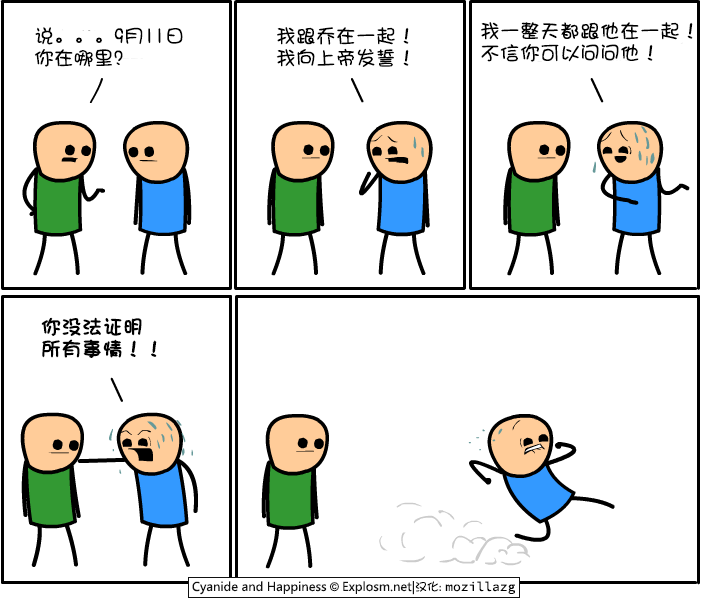 说。。。9月11日
你在哪里?
我跟乔在一起！
我向上帝发誓！
我一整天都跟他在一起！
不信你可以问问他！
你没法证明
所有事情！！
Cyanide and Happiness © Explosm.net|汉化: mozillazg